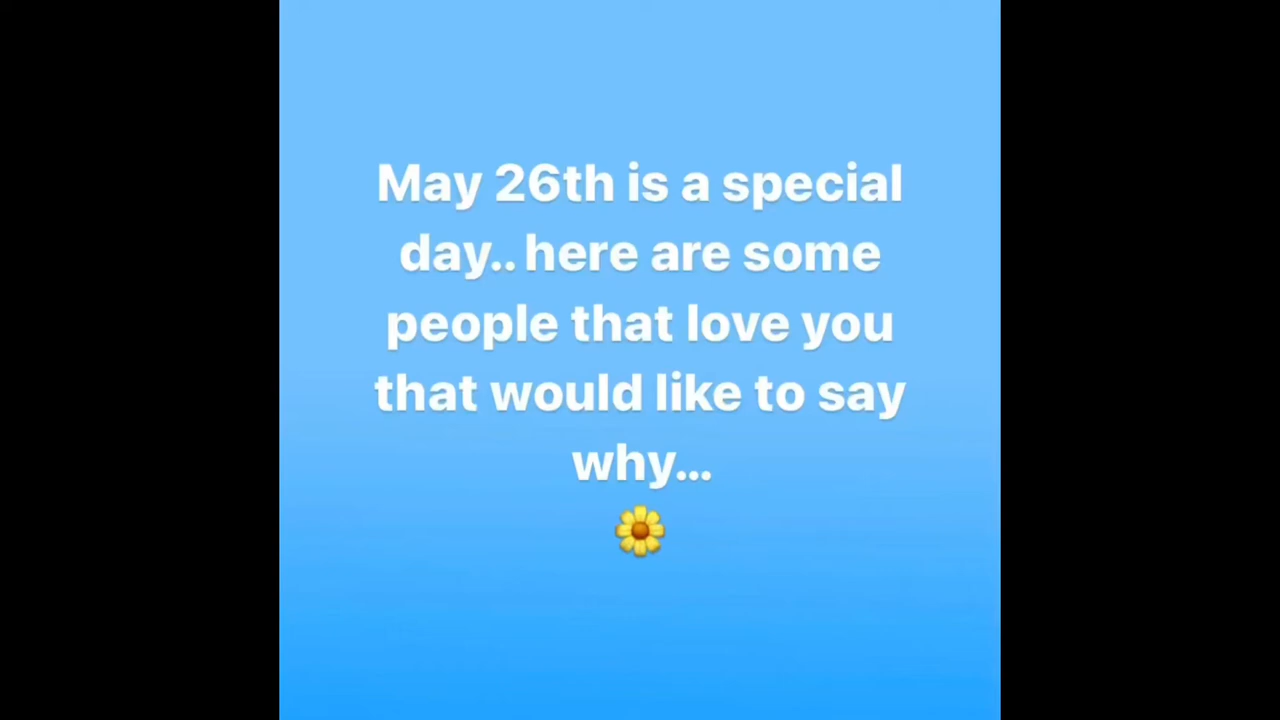 May 26th is a special
day.. here are some
people that love you
that would like to say
why...